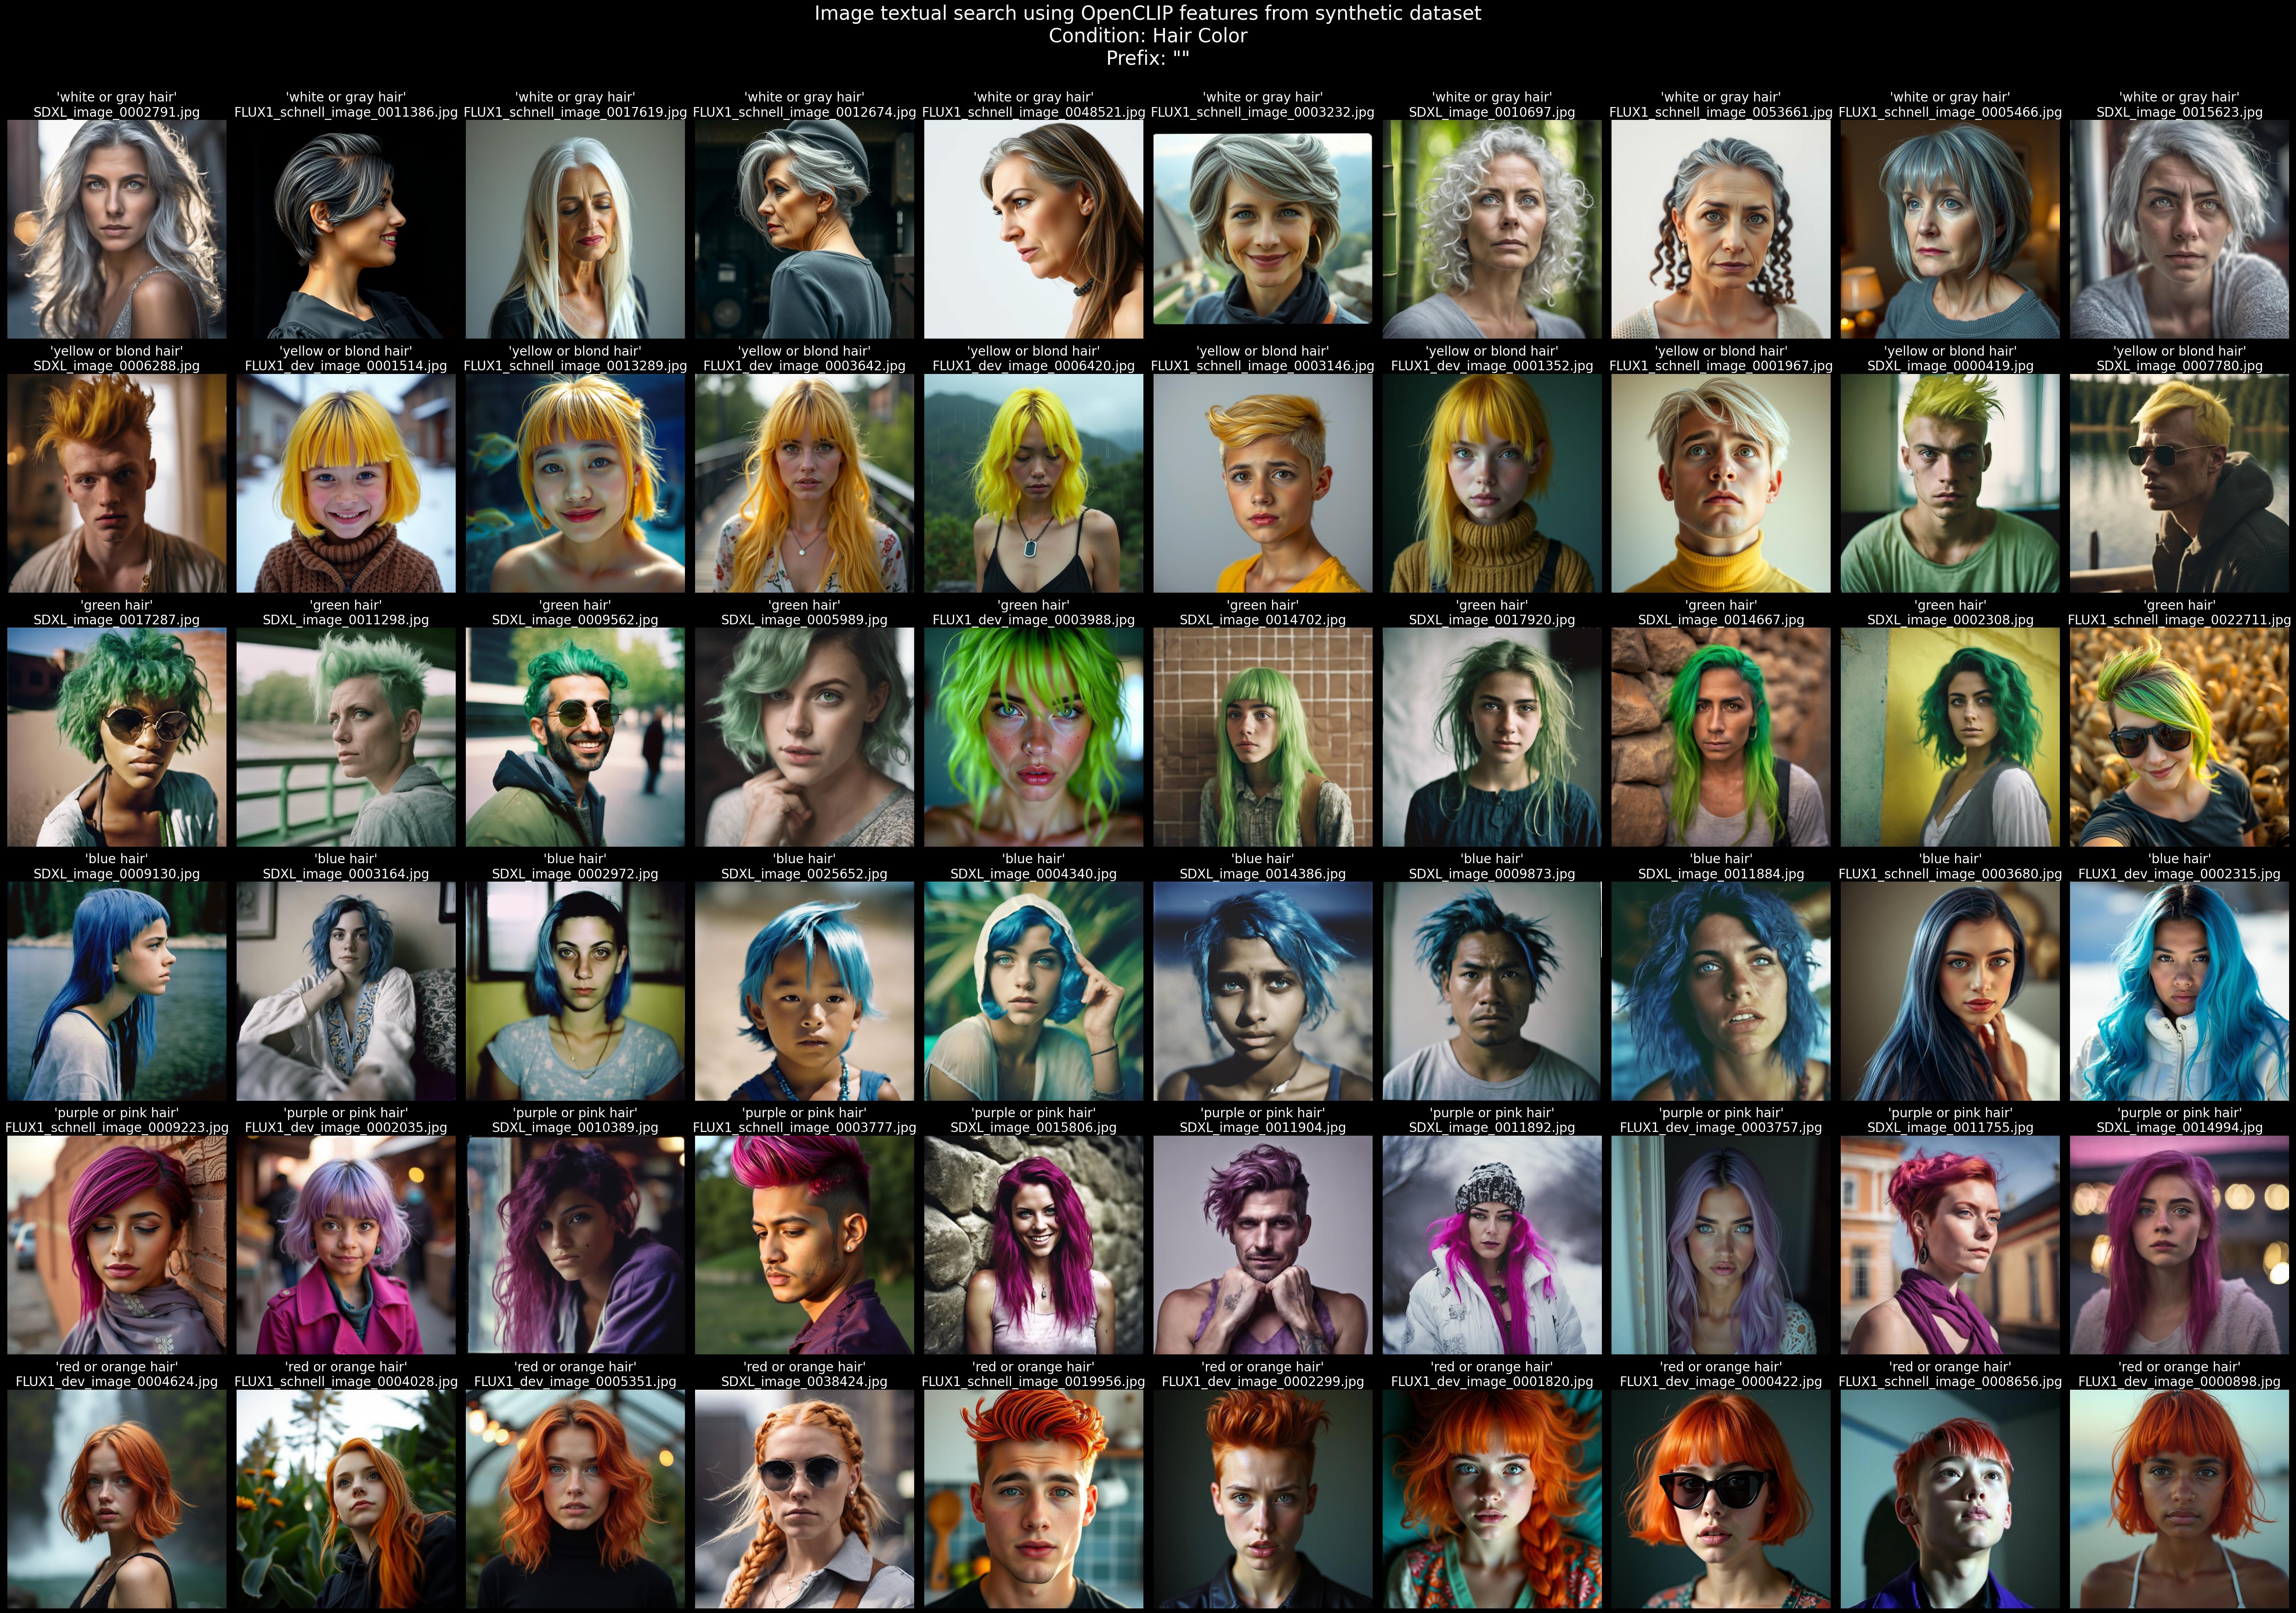 Image textual search using OpenCLIP features from synthetic dataset
Condition: Hair Color
Prefix: ""
'white or gray hair' 'white or gray hair' 'white or gray hair' 'white or gray hair' 'white or gray hair' 'white or gray hair' 'white or gray hair' 'white or gray hair' 'white or gray hair' 'white or gray hair'
SDXL_image_0002791.jpg FLUX1_schnell_image_0011386.jpg FLUX1_schnell_image_0017619.jpg FLUX1_schnell_image_0012674.jpg FLUX1_schnell_image_0048521.jpg FLUX1_schnell_image_0003232.jpg SDXL_image_0010697.jpg FLUX1_schnell_image_0053661.jpg FLUX1_schnell_image_0005466.jpg SDXL_image_0015623.jpg
'yellow or blond hair' 'yellow or blond hair' 'yellow or blond hair' 'yellow or blond hair' 'yellow or blond hair' 'yellow or blond hair' 'yellow or blond hair' 'yellow or blond hair' 'yellow or blond hair' 'yellow or blond hair'
SDXL_image_0006288.jpg FLUX1_dev_image_0001514.jpg FLUX1_schnell_image_0013289.jpg FLUX1_dev_image_0003642.jpg FLUX1_dev_image_0006420.jpg FLUX1_schnell_image_0003146.jpg FLUX1_dev_image_0001352.jpg FLUX1_schnell_image_0001967.jpg SDXL_image_0000419.jpg SDXL_image_0007780.jpg
'green hair' 'green hair' 'green hair' 'green hair' 'green hair' 'green hair' 'green hair' 'green hair' 'green hair' 'green hair'
SDXL_image_0017287.jpg SDXL_image_0011298.jpg SDXL_image_0009562.jpg SDXL_image_0005989.jpg FLUX1_dev_image_0003988.jpg SDXL_image_0014702.jpg SDXL_image_0017920.jpg SDXL_image_0014667.jpg SDXL_image_0002308.jpg FLUX1_schnell_image_0022711.jpg
'blue hair' 'blue hair' 'blue hair' 'blue hair' 'blue hair' 'blue hair' 'blue hair' 'blue hair' 'blue hair' 'blue hair'
SDXL_image_0009130.jpg SDXL_image_0003164.jpg SDXL_image_0002972.jpg SDXL_image_0025652.jpg SDXL_image_0004340.jpg SDXL_image_0014386.jpg SDXL_image_0009873.jpg SDXL_image_0011884.jpg FLUX1_schnell_image_0003680.jpg FLUX1_dev_image_0002315.jpg
'purple or pink hair' 'purple or pink hair' 'purple or pink hair' 'purple or pink hair' 'purple or pink hair' 'purple or pink hair' 'purple or pink hair' 'purple or pink hair' 'purple or pink hair' 'purple or pink hair'
FLUX1_schnell_image_0009223.jpg FLUX1_dev_image_0002035.jpg SDXL_image_0010389.jpg FLUX1_schnell_image_0003777.jpg SDXL_image_0015806.jpg SDXL_image_0011904.jpg SDXL_image_0011892.jpg FLUX1_dev_image_0003757.jpg SDXL_image_0011755.jpg SDXL_image_0014994.jpg
'red or orange hair' 'red or orange hair' 'red or orange hair' 'red or orange hair' 'red or orange hair' 'red or orange hair' 'red or orange hair' 'red or orange hair' 'red or orange hair' 'red or orange hair'
FLUX1_dev_image_0004624.jpg FLUX1_schnell_image_0004028.jpg FLUX1_dev_image_0005351.jpg SDXL_image_0038424.jpg FLUX1_schnell_image_0019956.jpg FLUX1_dev_image_0002299.jpg FLUX1_dev_image_0001820.jpg FLUX1_dev_image_0000422.jpg FLUX1_schnell_image_0008656.jpg FLUX1_dev_image_0000898.jpg